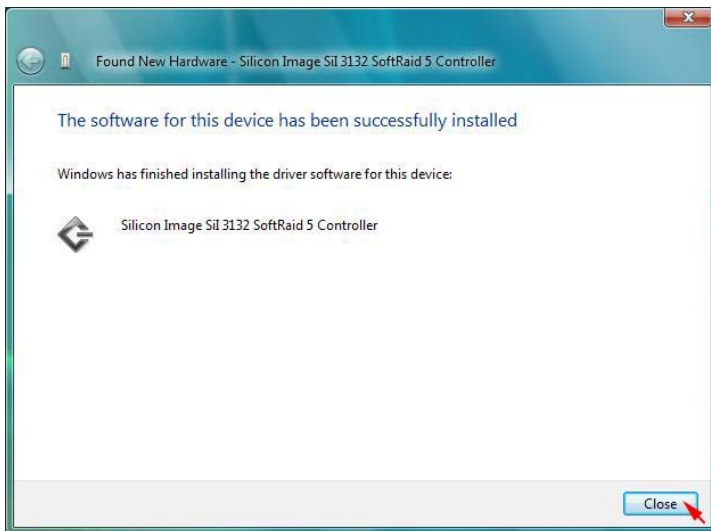 Found New Hardware - Silicon Image SiI 3132 SoftRaid 5 Controller
The software for this device has been successfully installed
Windows has finished installing the driver software for this device:
Silicon Image SiI 3132 SoftRaid 5 Controller
Close